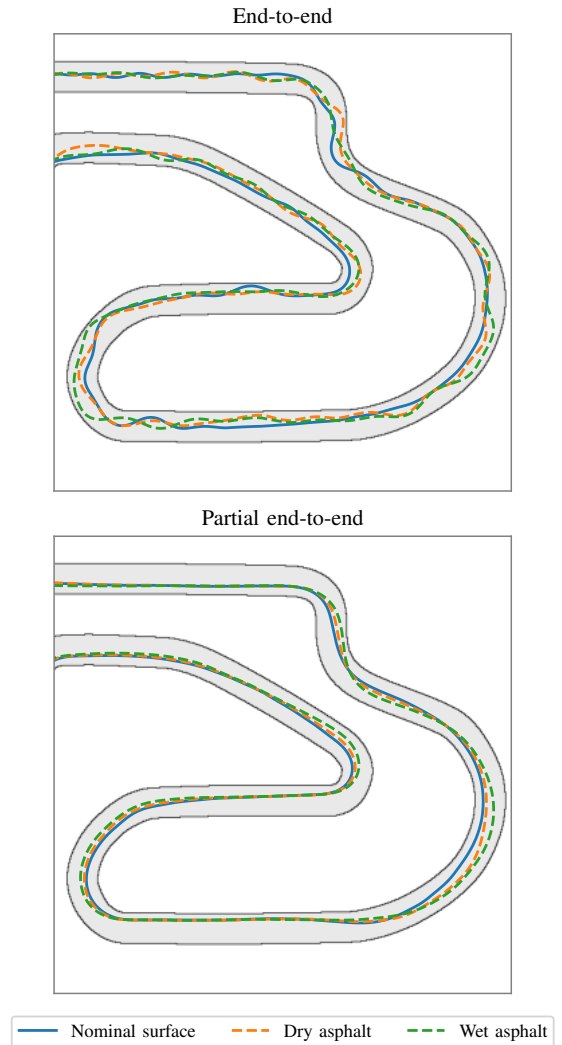 End-to-end
Partial end-to-end
Nominal surface Dry asphalt Wet asphalt